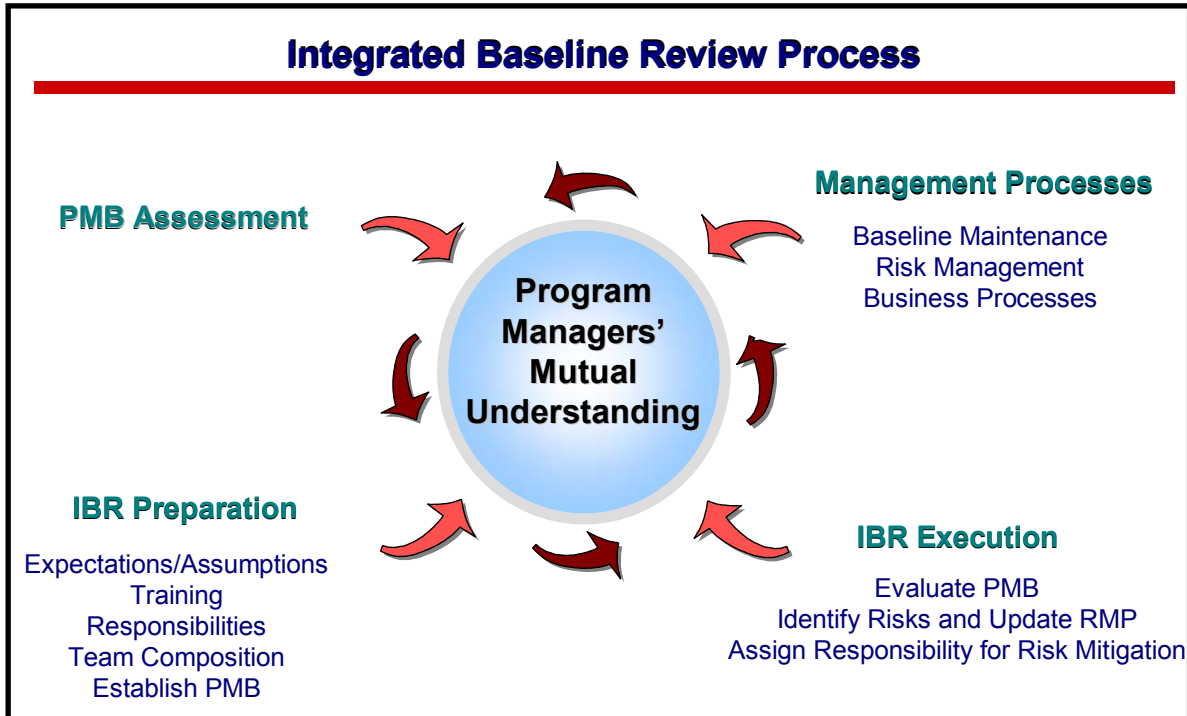 Integrated Baseline Review Process
PMB Assessment
Management Processes
Baseline Maintenance
Risk Management
Business Processes
Program
Managers’
Mutual
Understanding
IBR Preparation
Expectations/Assumptions
Training
Responsibilities
Team Composition
Establish PMB
IBR Execution
Evaluate PMB
Identify Risks and Update RMP
Assign Responsibility for Risk Mitigation